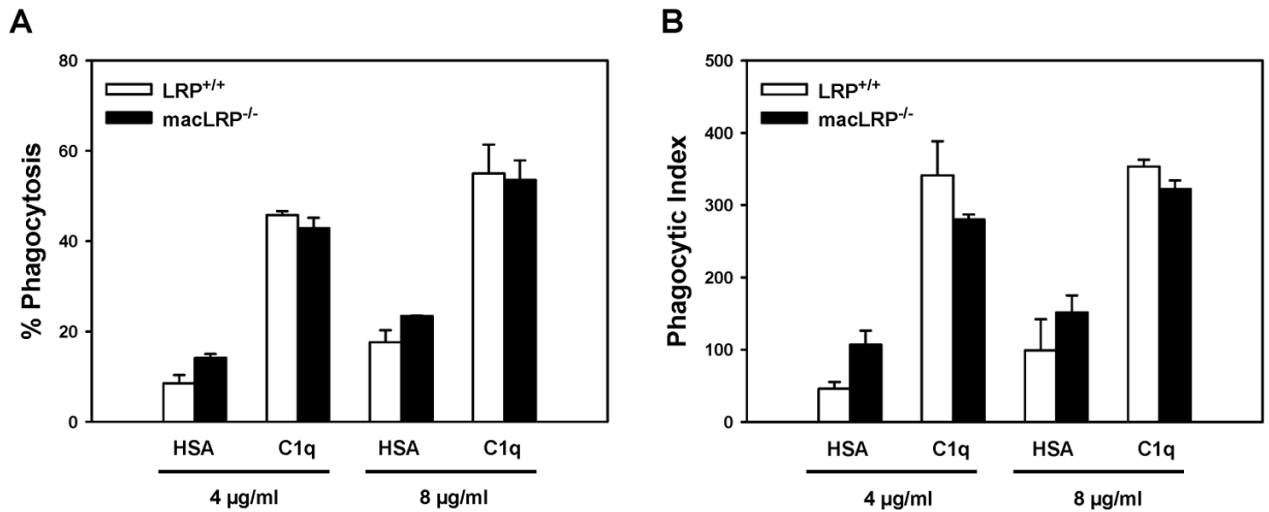 A
80
60
40
20
0
% Phagocytosis
LRP+/+
macLRP-/-
HSA C1q HSA C1q
4 µg/ml 8 µg/ml
B
500
400
300
200
100
0
Phagocytic Index
LRP+/+
macLRP-/-
HSA C1q HSA C1q
4 µg/ml 8 µg/ml